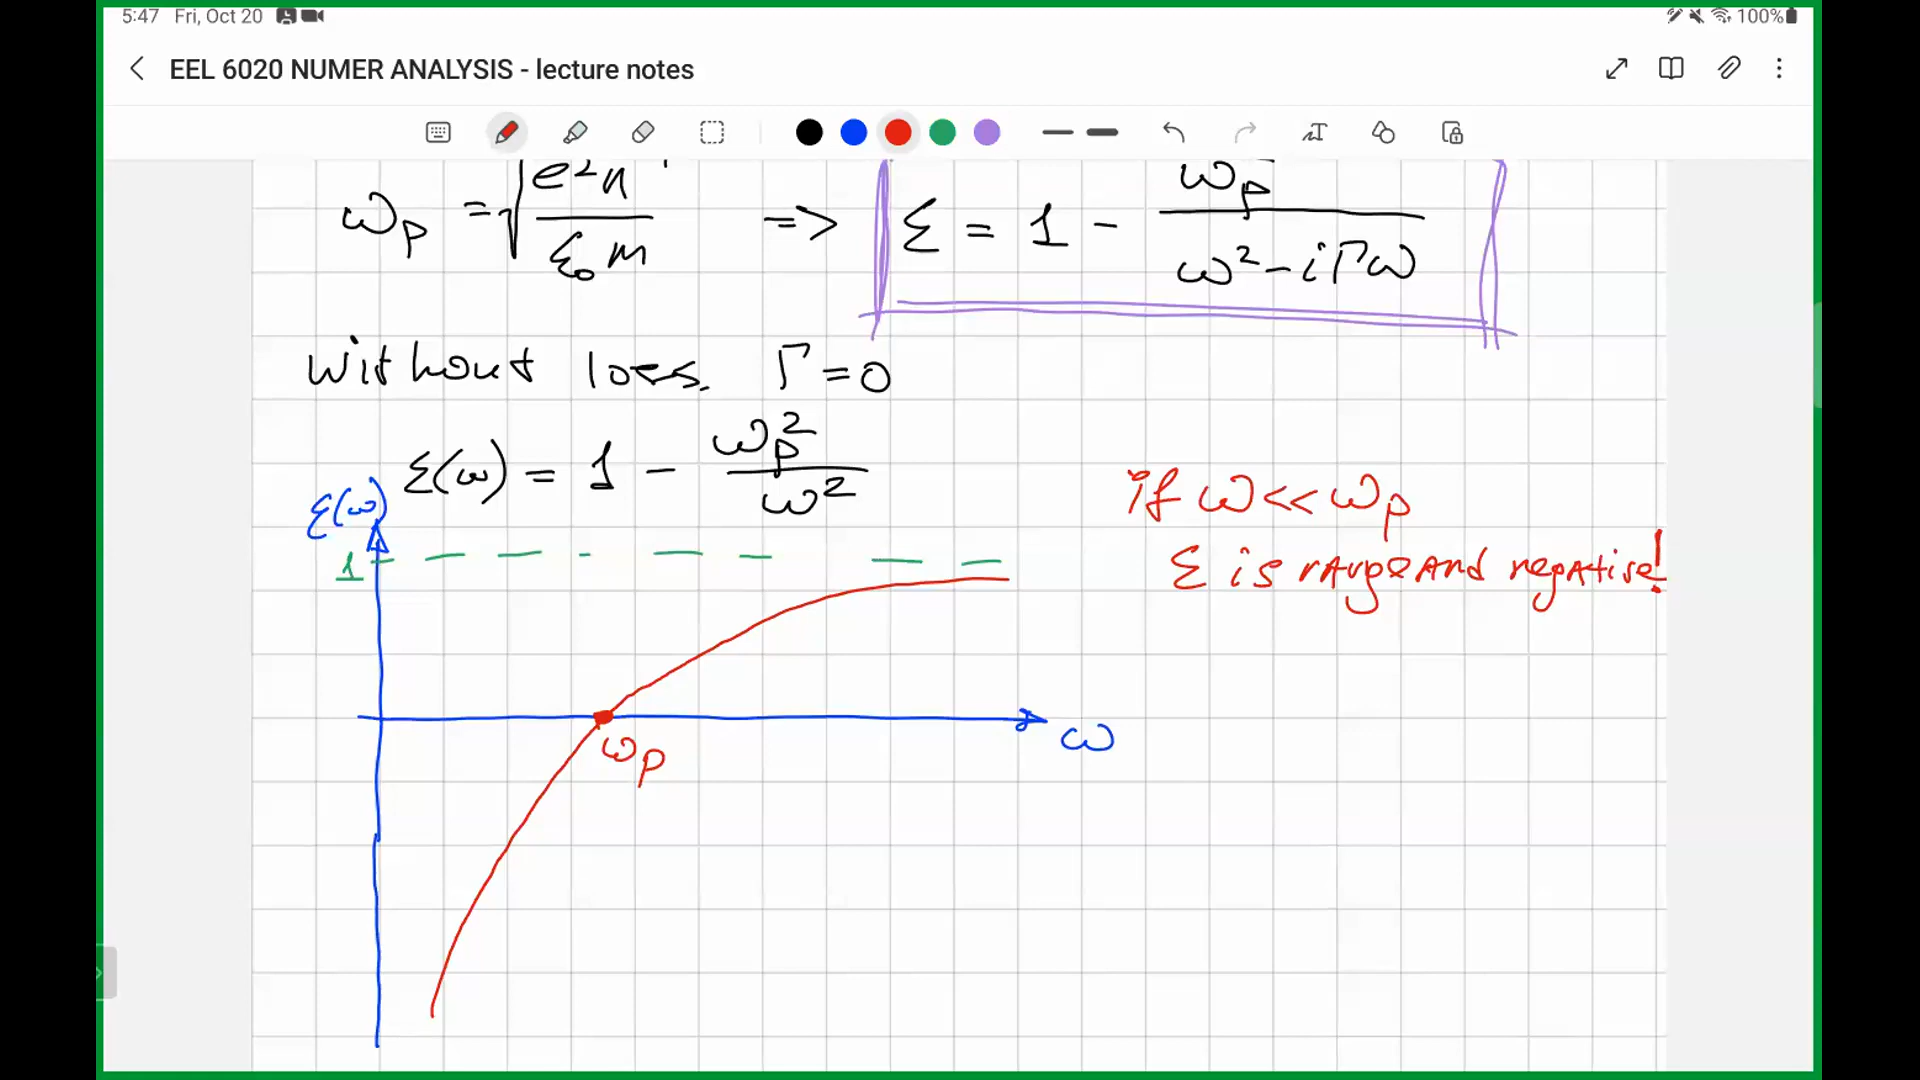 5:47 Fri, Oct 20 100%
EEL 6020 NUMER ANALYSIS - lecture notes
ωp = √(e²n / ε₀m) => ε = 1 - ωp² / (ω² - iΓω)
without loss. Γ = 0
ε(ω) = 1 - ωp² / ω²
ε(ω)
1
if ω << ωp
ε is large and negative!
ωp
ω